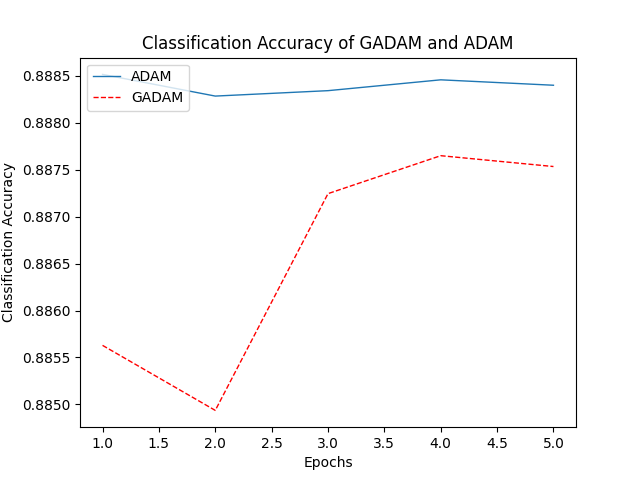 Classification Accuracy of GADAM and ADAM
ADAM
GADAM
0.8885
0.8880
0.8875
0.8870
0.8865
0.8860
0.8855
0.8850
Classification Accuracy
1.0 1.5 2.0 2.5 3.0 3.5 4.0 4.5 5.0
Epochs